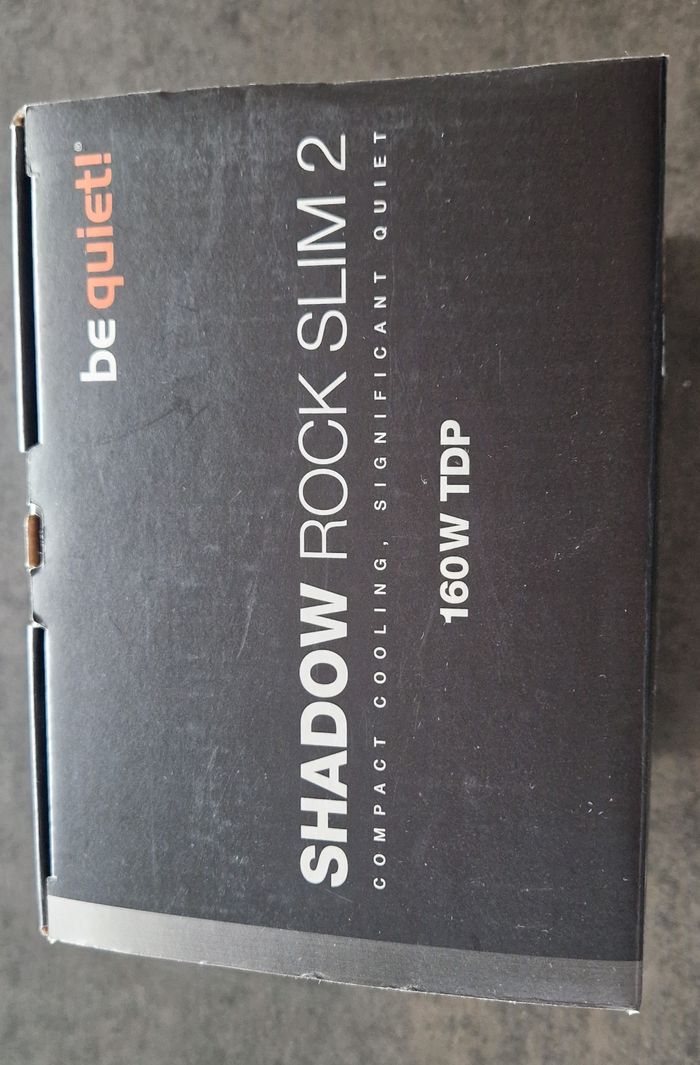 be quiet!®
SHADOW ROCK SLIM 2
COMPACT COOLING, SIGNIFICANT QUIET
160W TDP